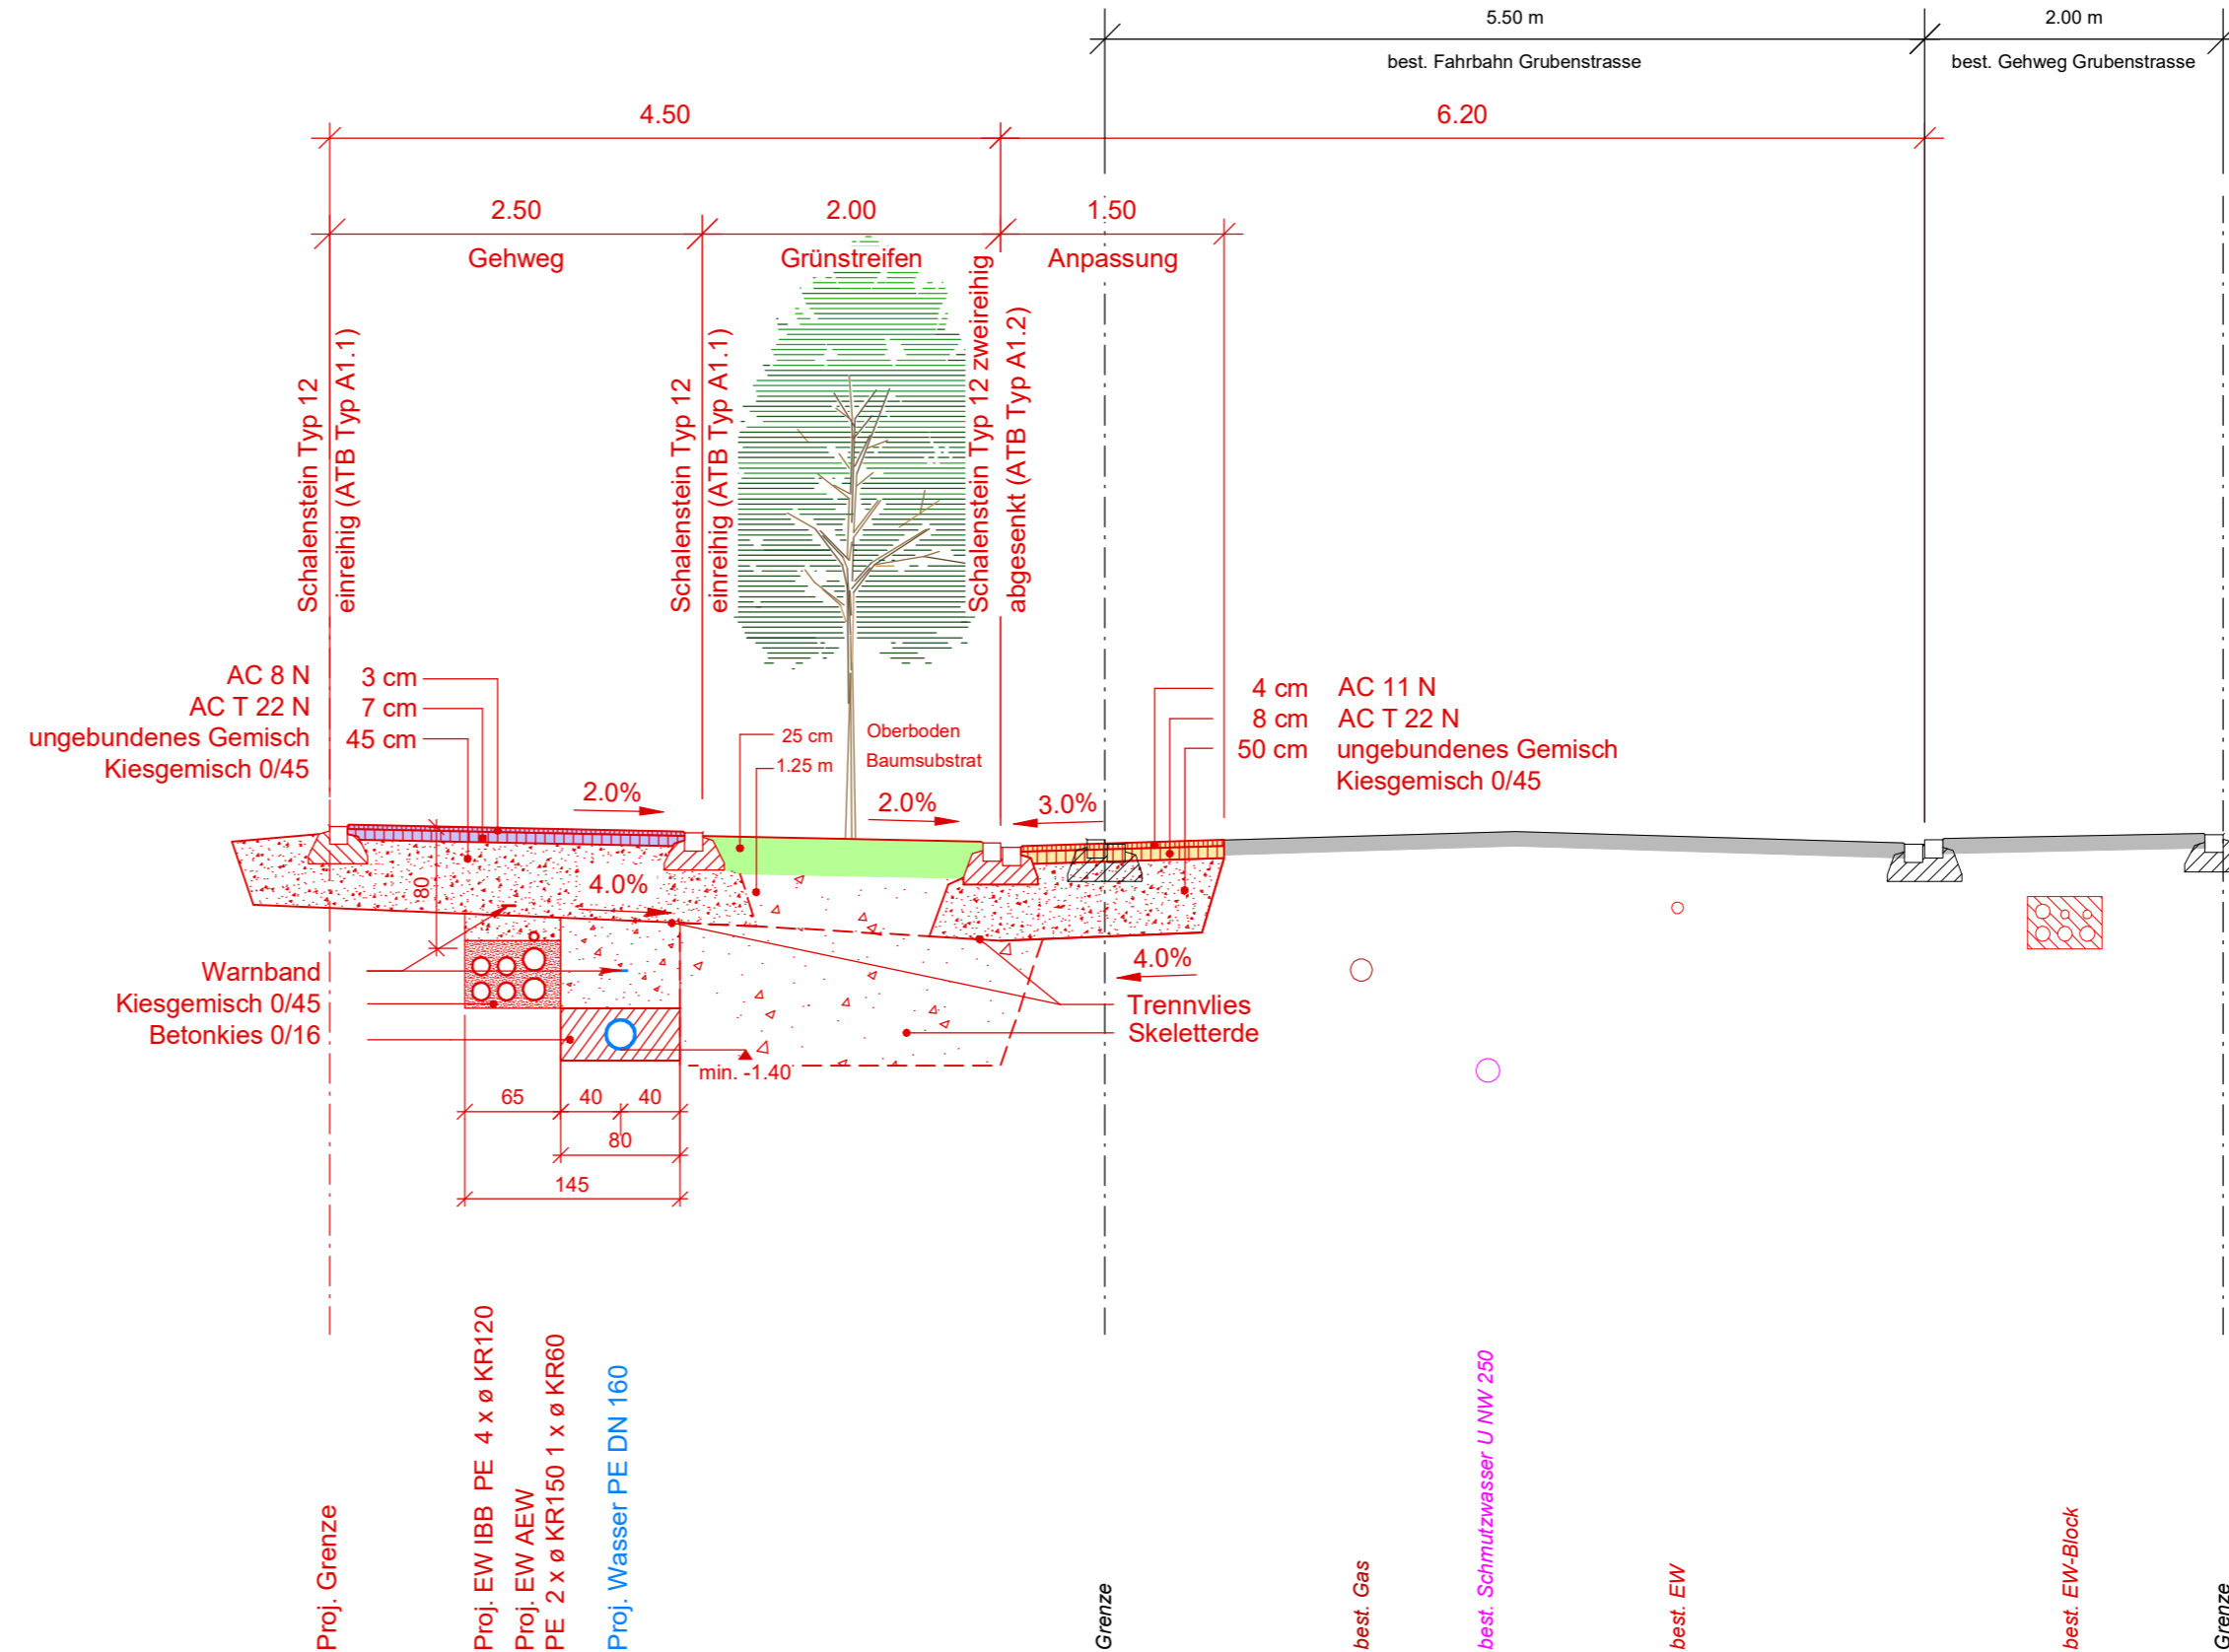 5.50 m
2.00 m
best. Fahrbahn Grubenstrasse
best. Gehweg Grubenstrasse
4.50
6.20
2.50
2.00
1.50
Gehweg
Grünstreifen
Anpassung
Schalenstein Typ 12
einreihig (ATB Typ A1.1)
Schalenstein Typ 12
einreihig (ATB Typ A1.1)
Schalenstein Typ 12 zweireihig
abgesenkt (ATB Typ A1.2)
AC 8 N 3 cm
AC T 22 N 7 cm
ungebundenes Gemisch 45 cm
Kiesgemisch 0/45
25 cm Oberboden
1.25 m Baumsubstrat
4 cm AC 11 N
8 cm AC T 22 N
50 cm ungebundenes Gemisch
Kiesgemisch 0/45
2.0%
2.0%
3.0%
80
4.0%
4.0%
Warnband
Kiesgemisch 0/45
Betonkies 0/16
Trennvlies
Skeletterde
min. -1.40
65
40
40
80
145
Proj. Grenze
Proj. EW IBB PE 4 x ø KR120
Proj. EW AEW
PE 2 x ø KR150 1 x ø KR60
Proj. Wasser PE DN 160
Grenze
best. Gas
best. Schmutzwasser U NW 250
best. EW
best. EW-Block
Grenze